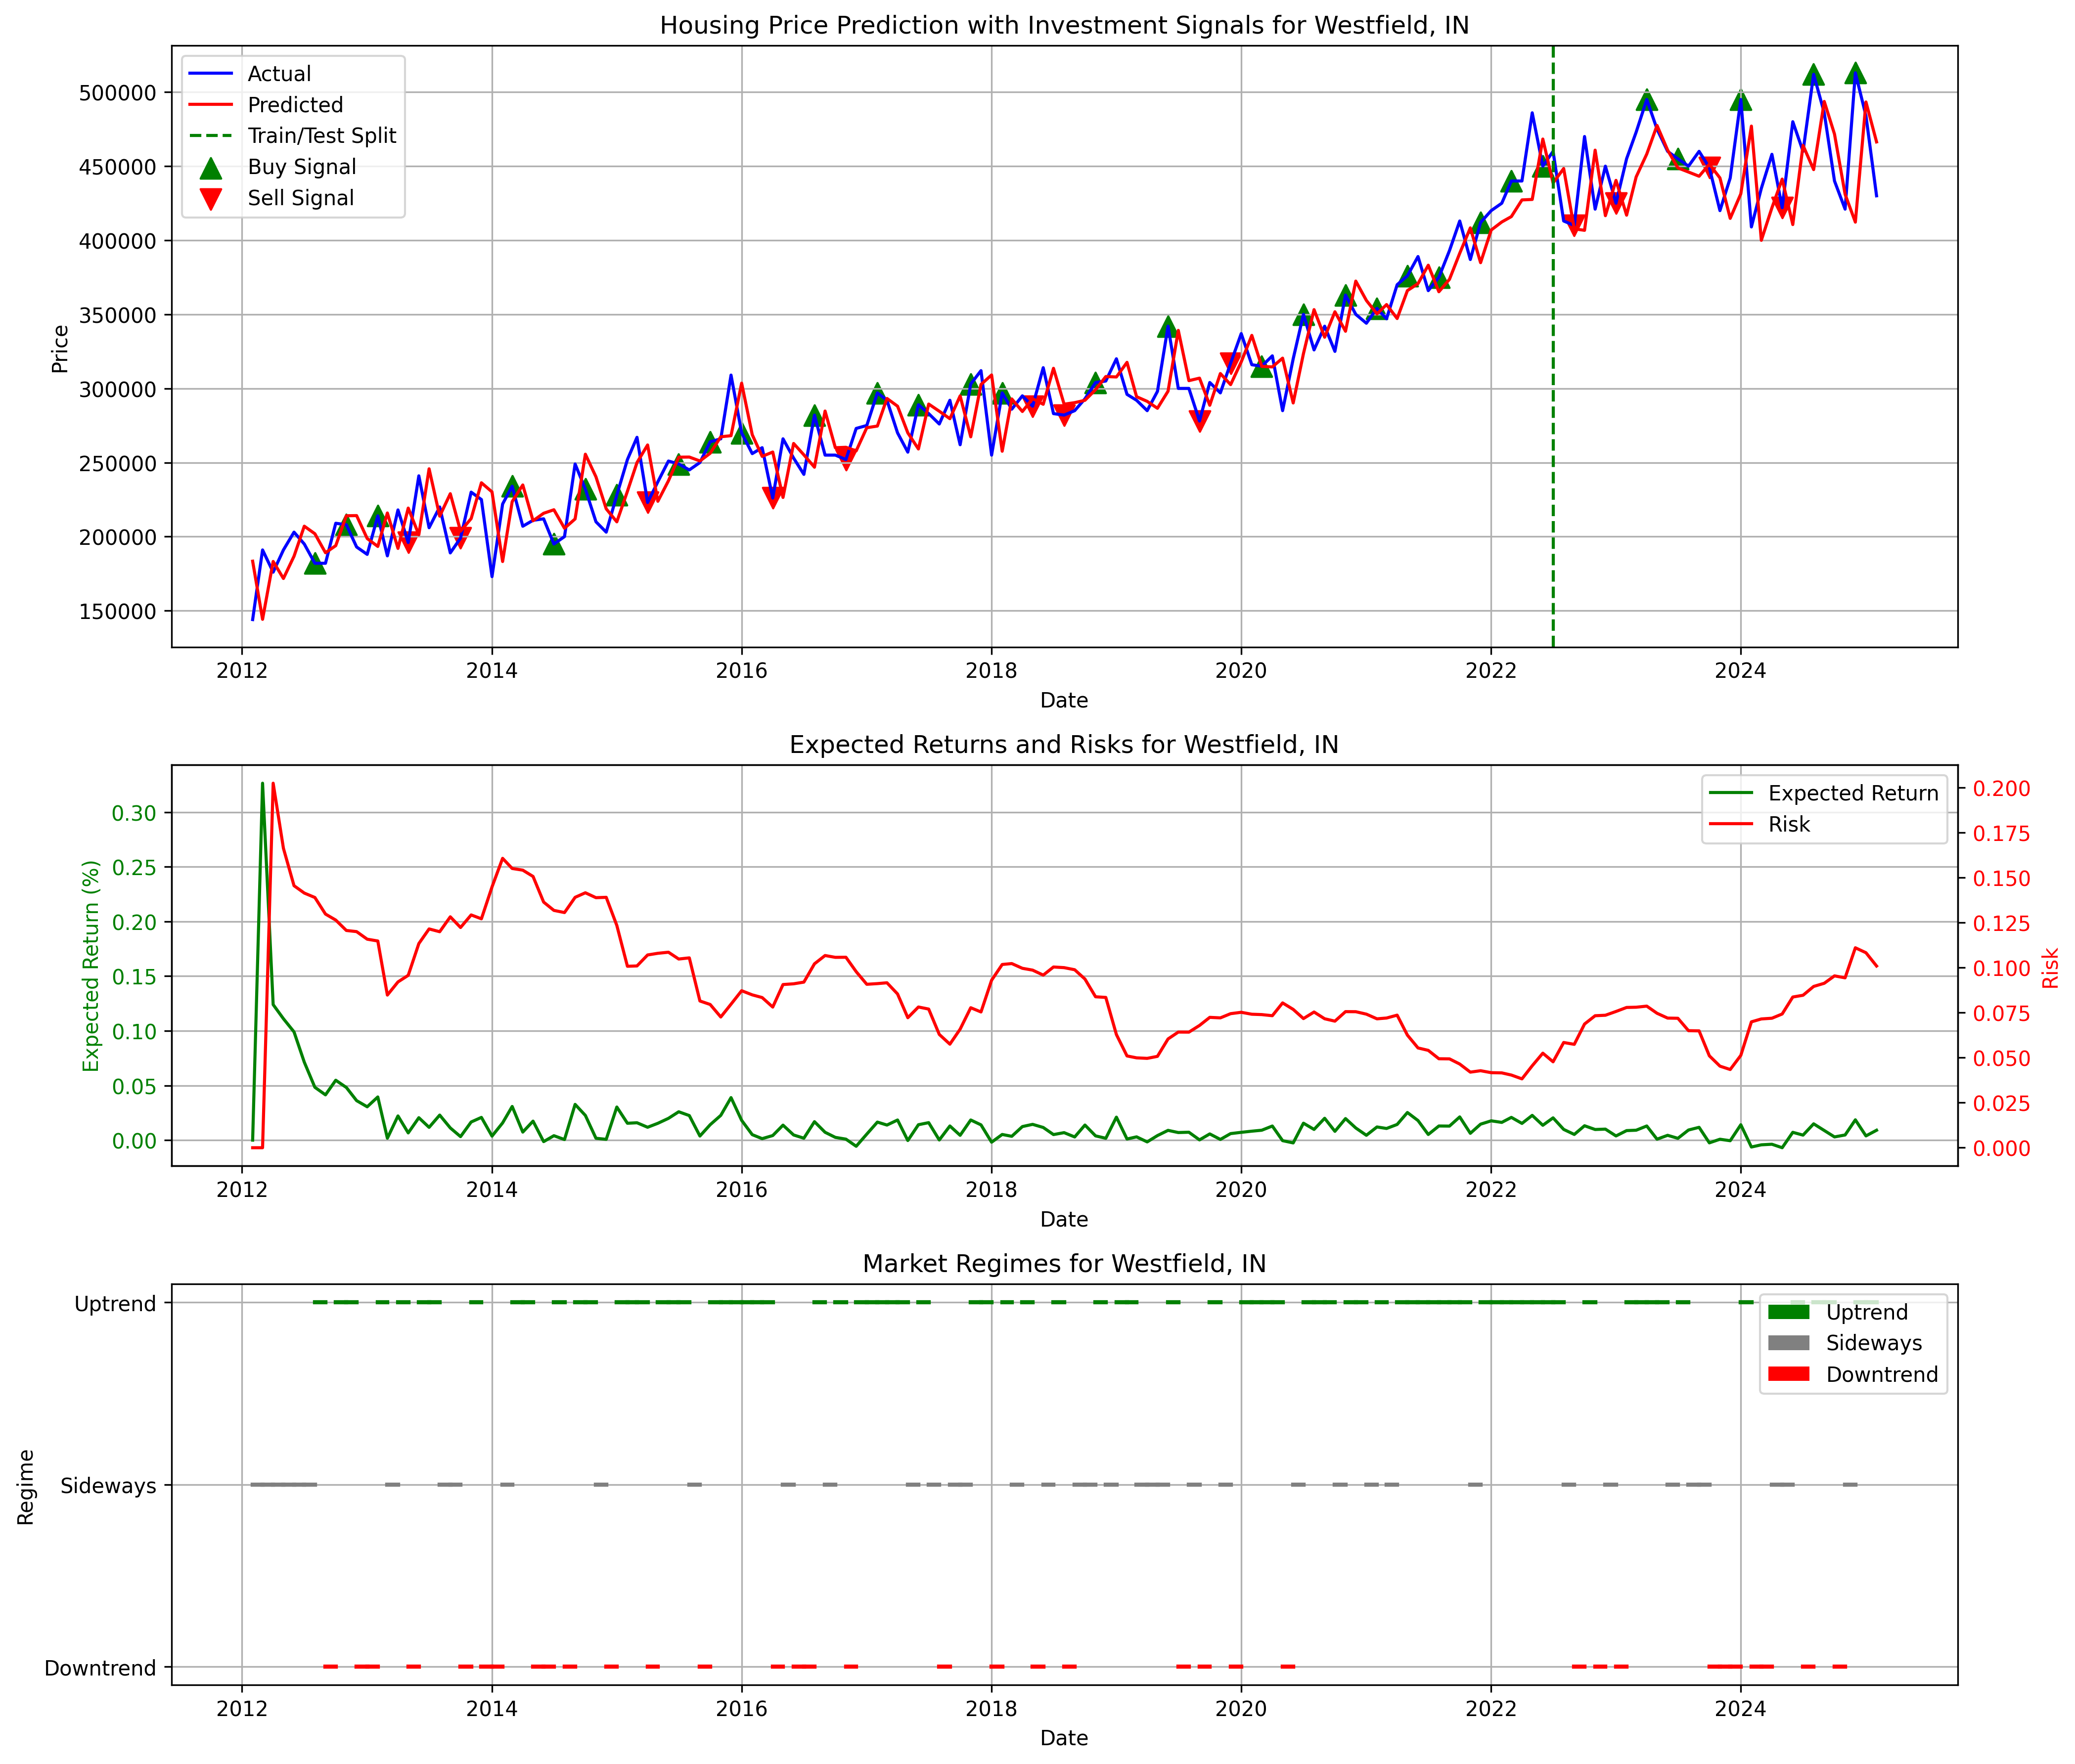 Housing Price Prediction with Investment Signals for Westfield, IN
Actual
Predicted
Train/Test Split
Buy Signal
Sell Signal
500000
450000
400000
350000
300000
250000
200000
150000
Price
2012 2014 2016 2018 2020 2022 2024
Date
Expected Returns and Risks for Westfield, IN
Expected Return
Risk
0.30
0.25
0.20
0.15
0.10
0.05
0.00
Expected Return (%)
0.200
0.175
0.150
0.125
0.100
0.075
0.050
0.025
0.000
Risk
2012 2014 2016 2018 2020 2022 2024
Date
Market Regimes for Westfield, IN
Uptrend
Sideways
Downtrend
Regime
Uptrend
Sideways
Downtrend
2012 2014 2016 2018 2020 2022 2024
Date